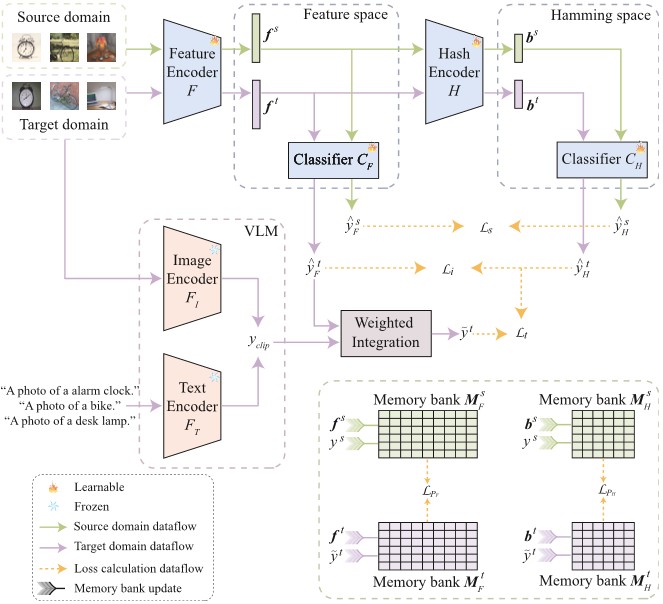 Source domain
Target domain
Feature
Encoder
F
f^s
f^t
Feature space
Classifier C_F
Hash
Encoder
H
Hamming space
b^s
b^t
Classifier C_H
ŷ_F^s
ℒ_s
ŷ_H^s
ŷ_F^t
ℒ_i
ŷ_H^t
VLM
Image
Encoder
F_I
y_clip
Text
Encoder
F_T
Weighted
Integration
ỹ^t
ℒ_t
“A photo of a alarm clock.”
“A photo of a bike.”
“A photo of a desk lamp.”
Learnable
Frozen
Source domain dataflow
Target domain dataflow
Loss calculation dataflow
Memory bank update
Memory bank M_F^s
f^s
y^s
ℒ_{P_F}
f^t
ỹ^t
Memory bank M_F^t
Memory bank M_H^s
b^s
y^s
ℒ_{P_H}
b^t
ỹ^t
Memory bank M_H^t